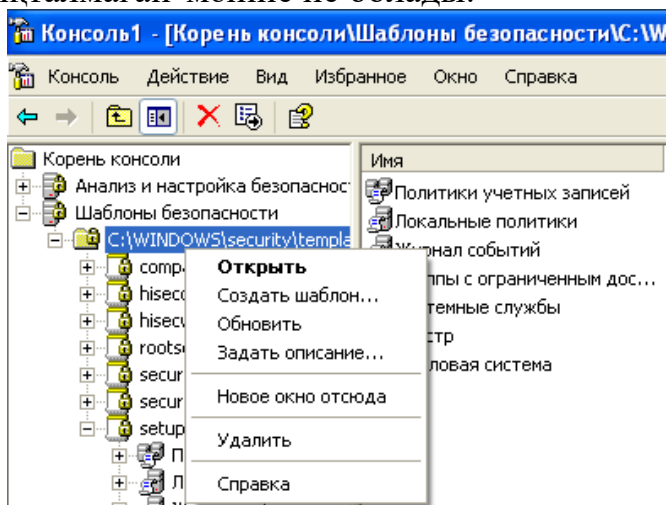 Консоль1 - [Корень консоли\Шаблоны безопасности\C:\W
Консоль Действие Вид Избранное Окно Справка
Корень консоли
Анализ и настройка безопаснос
Шаблоны безопасности
C:\WINDOWS\security\templa
comp
hisec
hisec
roots
secur
secur
setup
П
Л
Открыть
Создать шаблон...
Обновить
Задать описание...
Новое окно отсюда
Удалить
Справка
Имя
Политики учетных записей
Локальные политики
Журнал событий
ппы с ограниченным дос...
темные службы
стр
ловая система